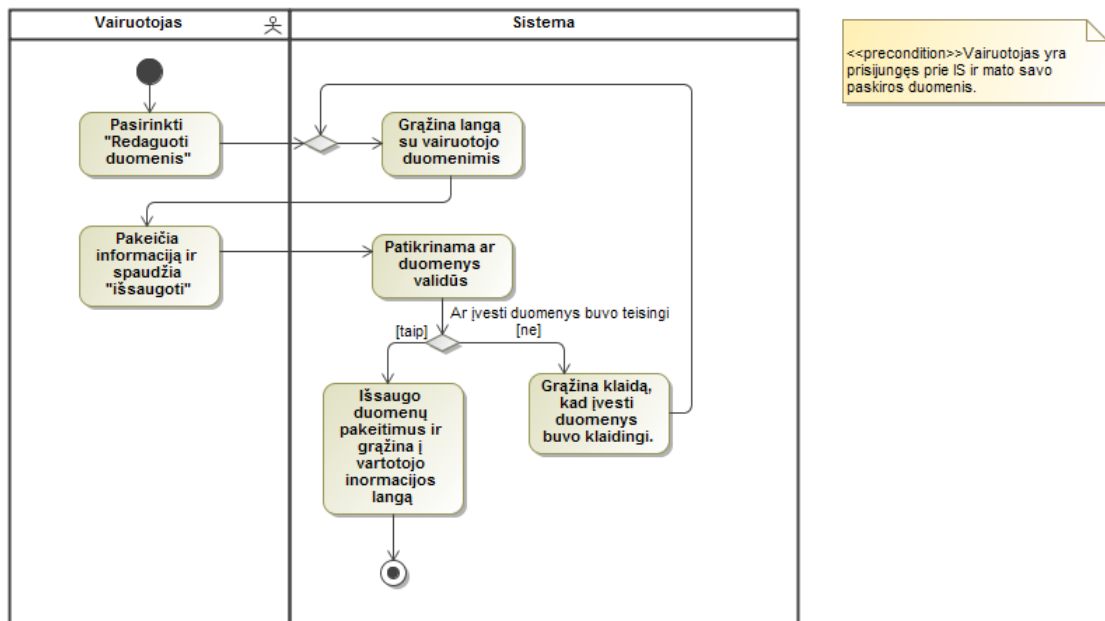 Vairuotojas
Sistema
<<precondition>>Vairuotojas yra
prisijungęs prie IS ir mato savo
paskiros duomenis.
Pasirinkti
"Redaguoti
duomenis"
Grąžina langą
su vairuotojo
duomenimis
Pakeičia
informaciją ir
spaudžia
"išsaugoti"
Patikrinama ar
duomenys
validūs
Ar įvesti duomenys buvo teisingi
[taip]
[ne]
Išsaugo
duomenų
pakeitimus ir
grąžina į
vartotojo
inormacijos
langą
Grąžina klaidą,
kad įvesti
duomenys
buvo klaidingi.